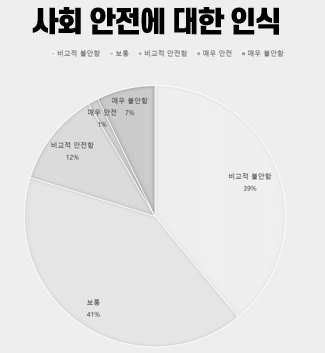 사회 안전에 대한 인식
비교적 불안함 보통 비교적 안전함 매우 안전 매우 불안함
매우 불안함
7%
매우 안전
1%
비교적 안전함
12%
비교적 불안함
39%
보통
41%